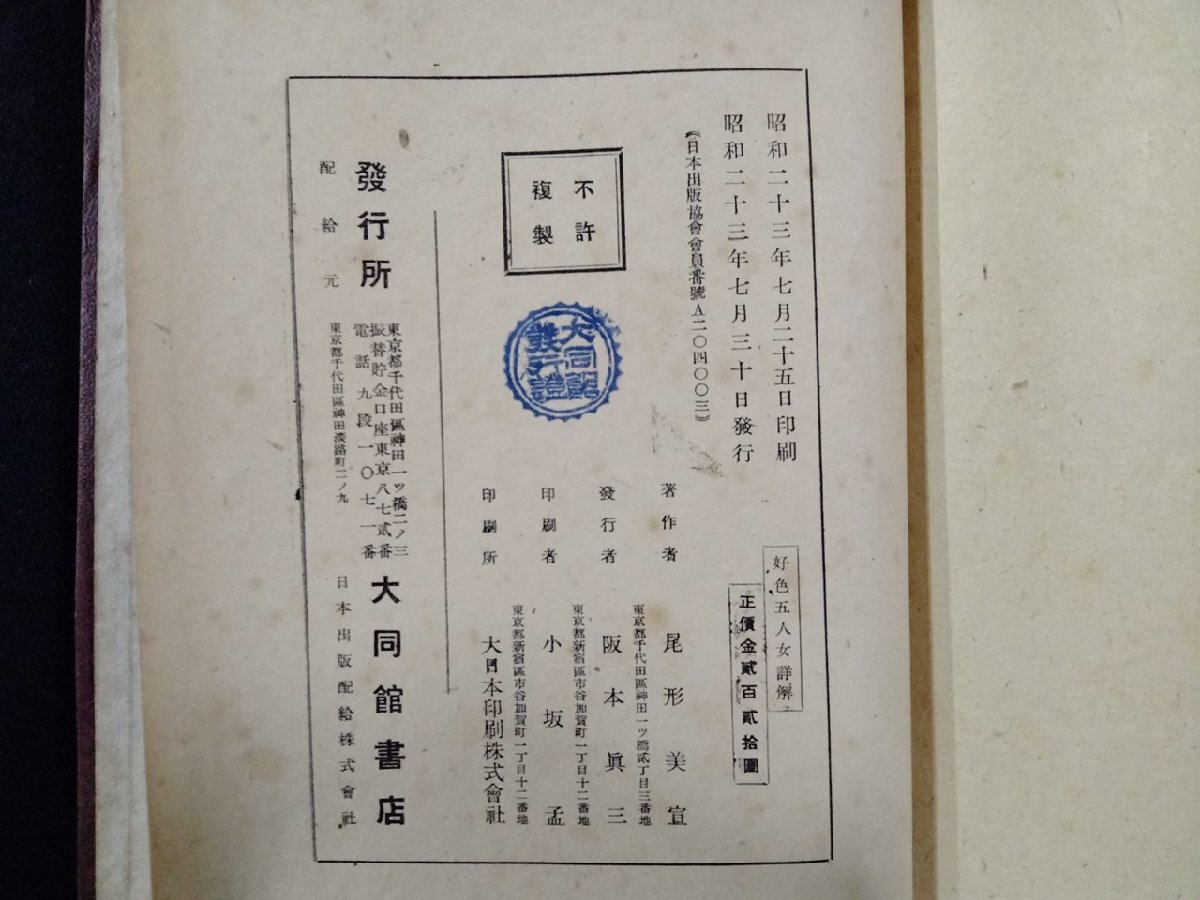 昭和二十三年七月二十五日印刷
昭和二十三年七月三十日發行
(日本出版協會會員番號A二〇四〇〇三)
好色五人女詳解
正價金貳百貳拾圓
不許
複製
大同館
發行證
著作者
尾形美宣
東京都千代田區神田一ツ橋貳丁目三番地
發行者
阪本眞三
東京都新宿區市谷加賀町一丁目十二番地
印刷者
小坂孟
東京都新宿區市谷加賀町一丁目十二番地
印刷所
大日本印刷株式會社
發行所
東京都千代田區神田一ツ橋二ノ三
振替貯金口座東京八七貳番
電話九段一〇七一番
大同館書店
配給元
東京都千代田區神田淡路町二ノ九
日本出版配給株式會社